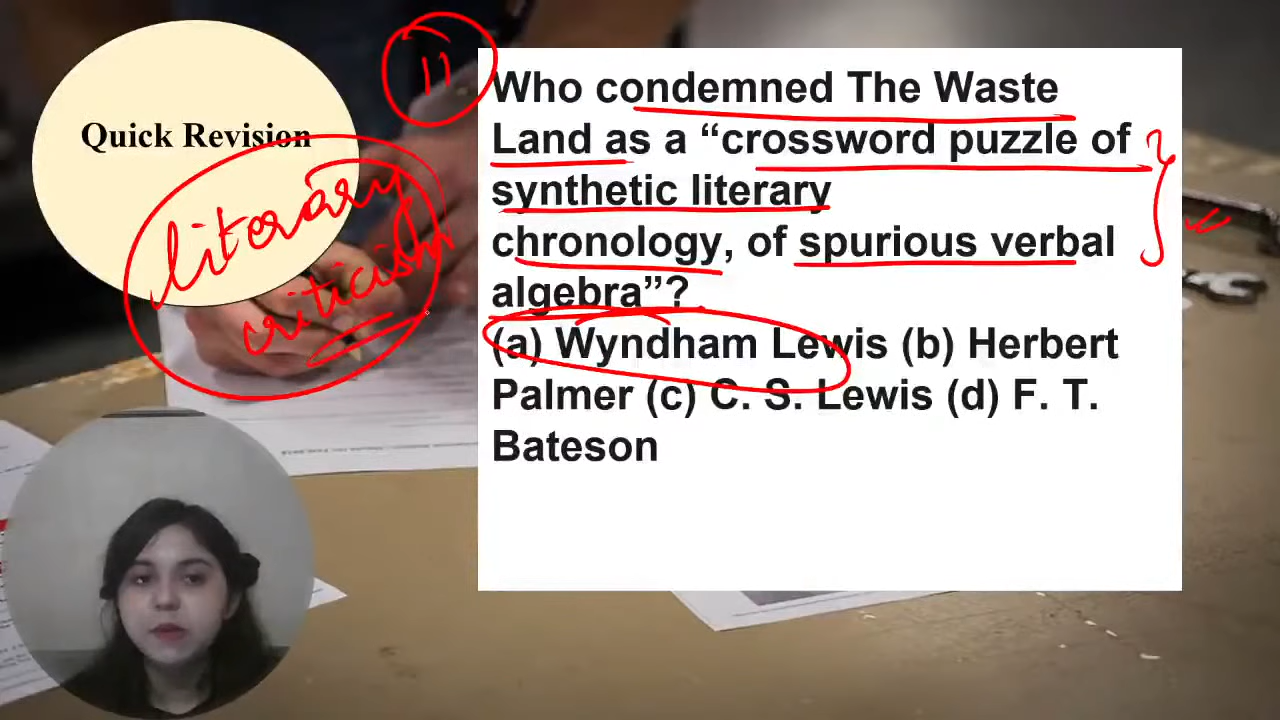 Quick Revision
literary
criticism
11
Who condemned The Waste
Land as a “crossword puzzle of
synthetic literary
chronology, of spurious verbal
algebra”?
(a) Wyndham Lewis (b) Herbert
Palmer (c) C. S. Lewis (d) F. T.
Bateson